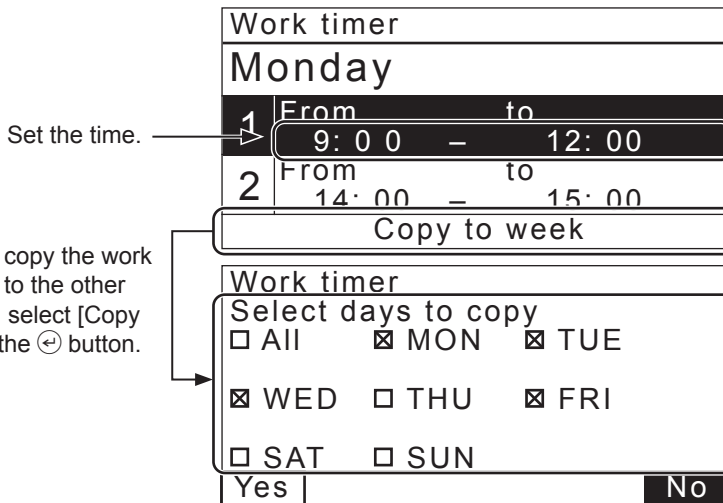 Work timer
Monday
Set the time.
1 From to
9: 0 0 – 12: 00
2 From to
14: 00 – 15: 00
Copy to week
copy the work
to the other
select [Copy
the button.
Work timer
Select days to copy
All MON TUE
WED THU FRI
SAT SUN
Yes No